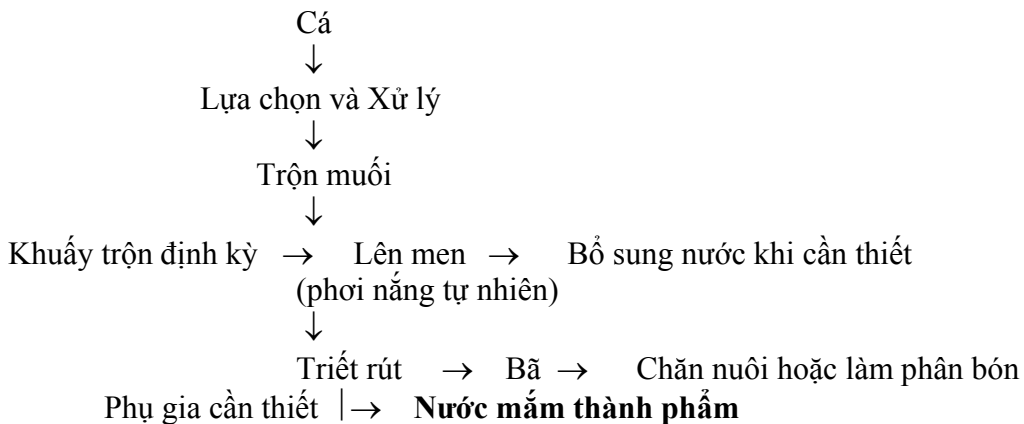 Cá
↓
Lựa chọn và Xử lý
↓
Trộn muối
↓
Khuấy trộn định kỳ → Lên men → Bổ sung nước khi cần thiết
(phơi nắng tự nhiên)
↓
Triết rút → Bã → Chăn nuôi hoặc làm phân bón
Phụ gia cần thiết |→ Nước mắm thành phẩm